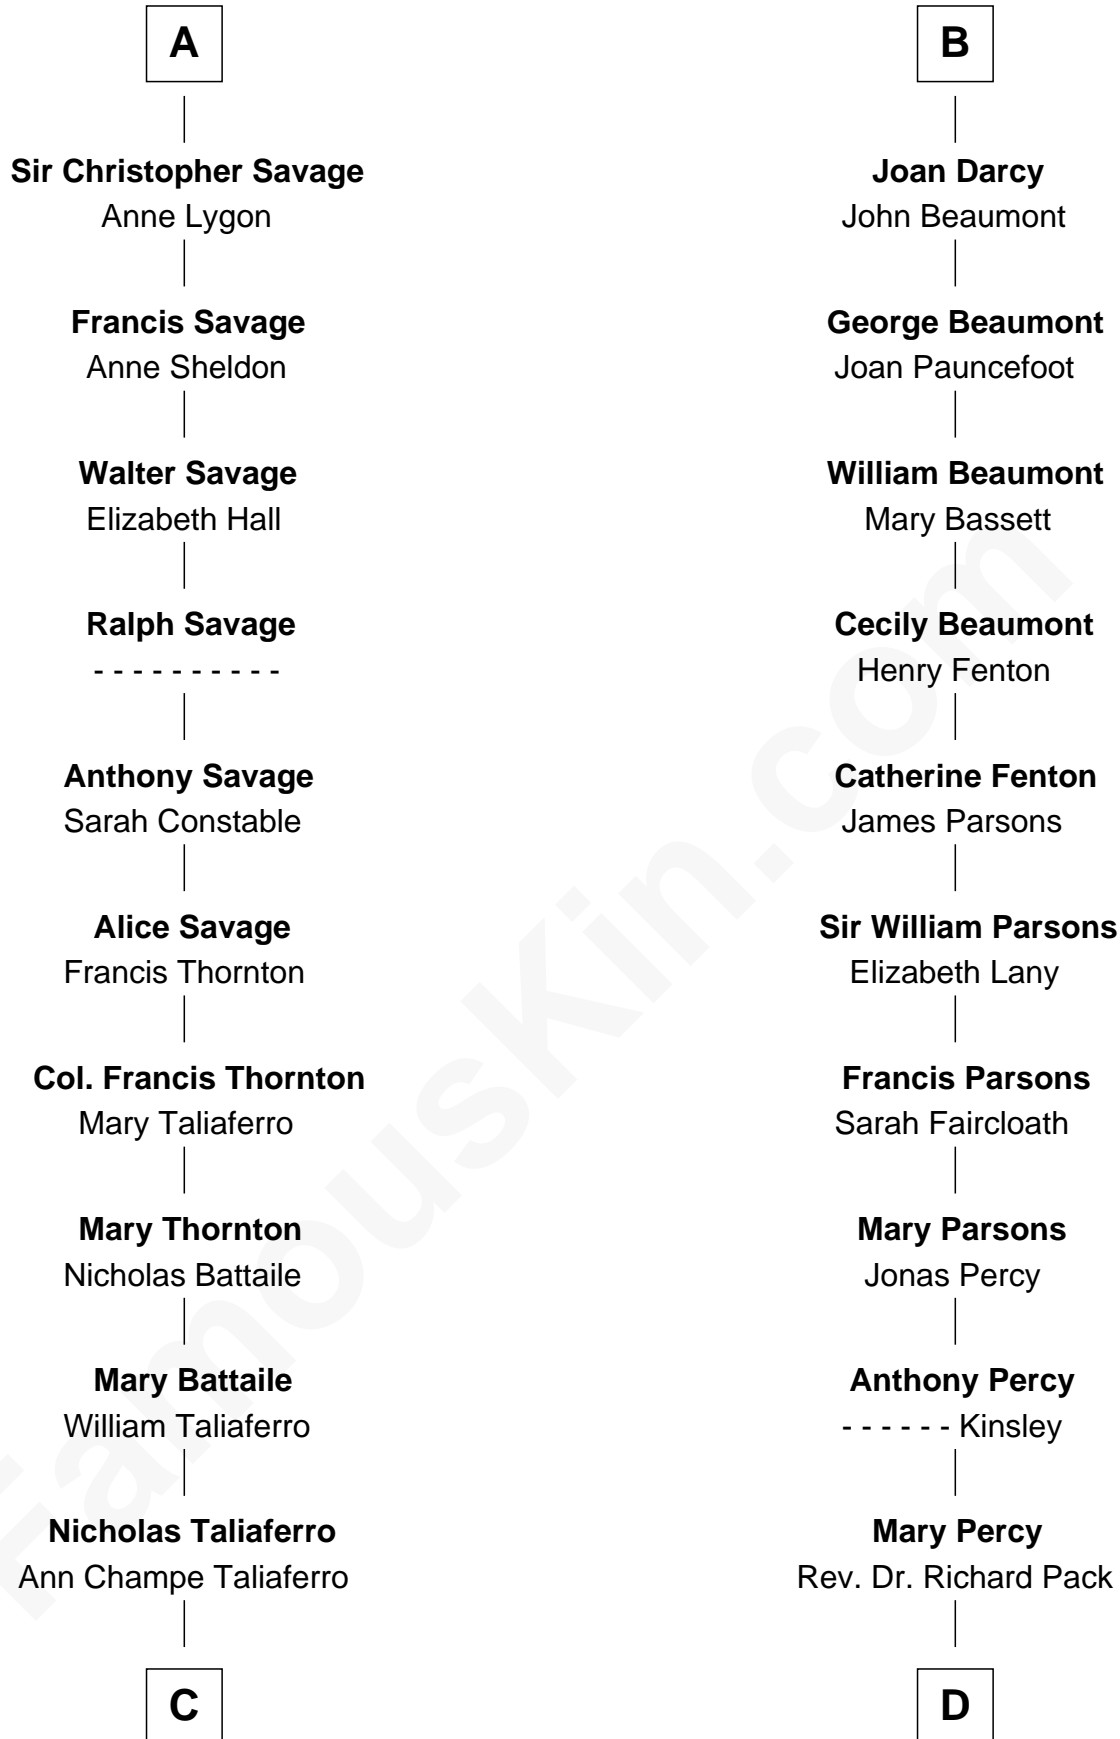 A
Sir Christopher Savage
Anne Lygon
Francis Savage
Anne Sheldon
Walter Savage
Elizabeth Hall
Ralph Savage
- - - - - - - - - -
Anthony Savage
Sarah Constable
Alice Savage
Francis Thornton
Col. Francis Thornton
Mary Taliaferro
Mary Thornton
Nicholas Battaile
Mary Battaile
William Taliaferro
Nicholas Taliaferro
Ann Champe Taliaferro
C
B
Joan Darcy
John Beaumont
George Beaumont
Joan Pauncefoot
William Beaumont
Mary Bassett
Cecily Beaumont
Henry Fenton
Catherine Fenton
James Parsons
Sir William Parsons
Elizabeth Lany
Francis Parsons
Sarah Faircloath
Mary Parsons
Jonas Percy
Anthony Percy
- - - - - - Kinsley
Mary Percy
Rev. Dr. Richard Pack
D
FamousKin.com